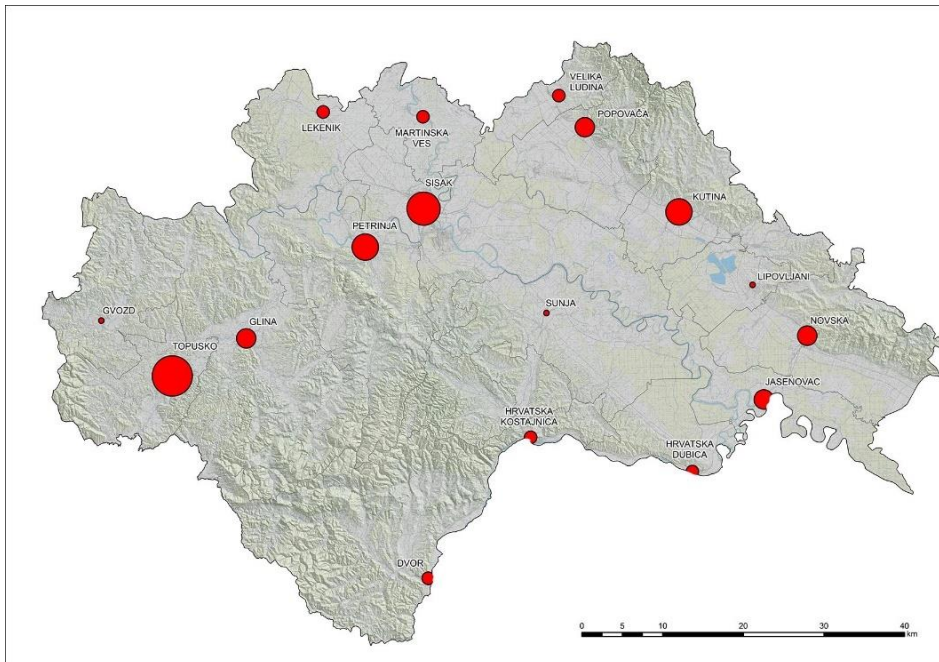 VELIKA
LUDINA
LEKENIK
MARTINSKA
VES
POPOVAČA
SISAK
KUTINA
PETRINJA
LIPOVLJANI
GVOZD
SUNJA
GLINA
NOVSKA
TOPUSKO
JASENOVAC
HRVATSKA
KOSTAJNICA
HRVATSKA
DUBICA
DVOR
0 5 10 20 30 40
km